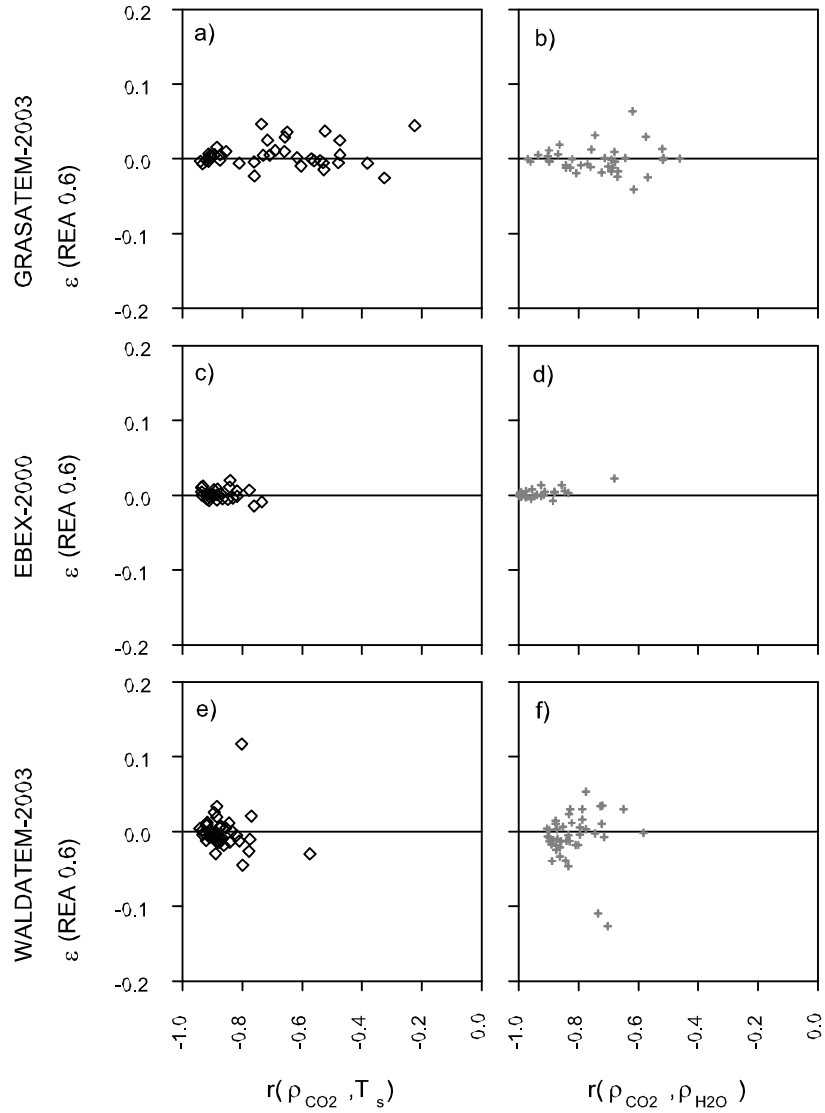 GRASATEM-2003
ε (REA 0.6)
0.2
0.1
0.0
-0.1
-0.2
a)
b)
EBEX-2000
ε (REA 0.6)
0.2
0.1
0.0
-0.1
-0.2
c)
d)
WALDATEM-2003
ε (REA 0.6)
0.2
0.1
0.0
-0.1
-0.2
e)
f)
-1.0 -0.8 -0.6 -0.4 -0.2 0.0
-1.0 -0.8 -0.6 -0.4 -0.2 0.0
r(ρCO2 ,Ts)
r(ρCO2 ,ρH2O )